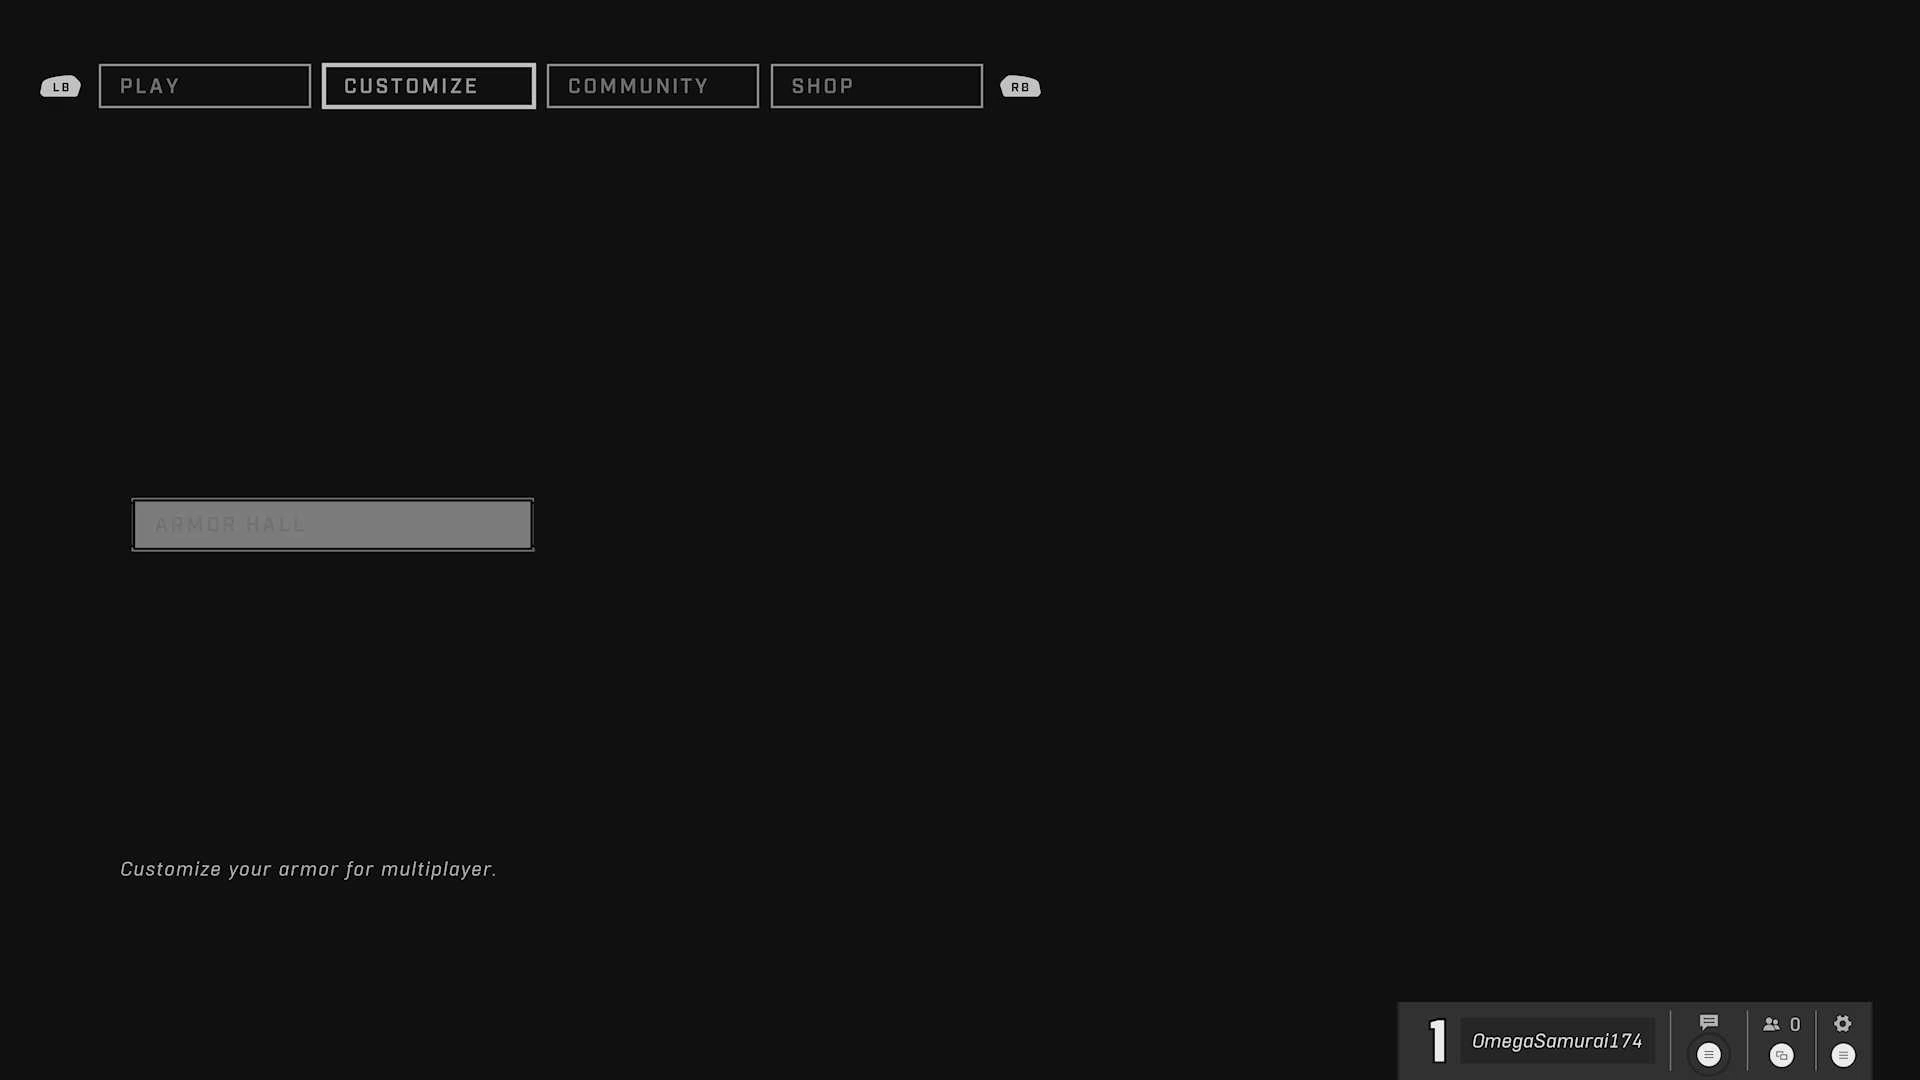 LB PLAY CUSTOMIZE COMMUNITY SHOP RB
ARMOR HALL
Customize your armor for multiplayer.
1 OmegaSamurai174 0